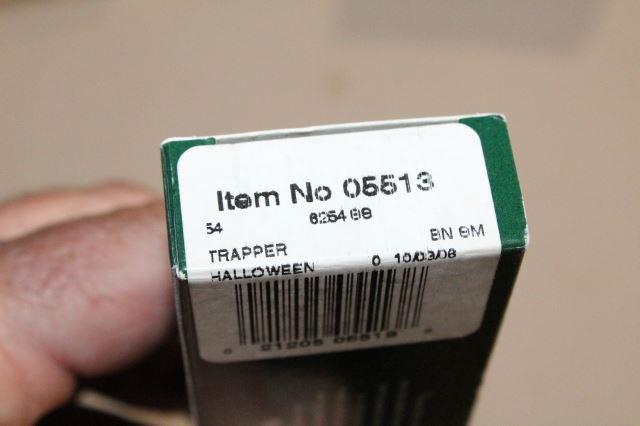 Item No 05513
54 6254 SS
TRAPPER BN 9M
HALLOWEEN 0 10/03/08
0 21205 05513